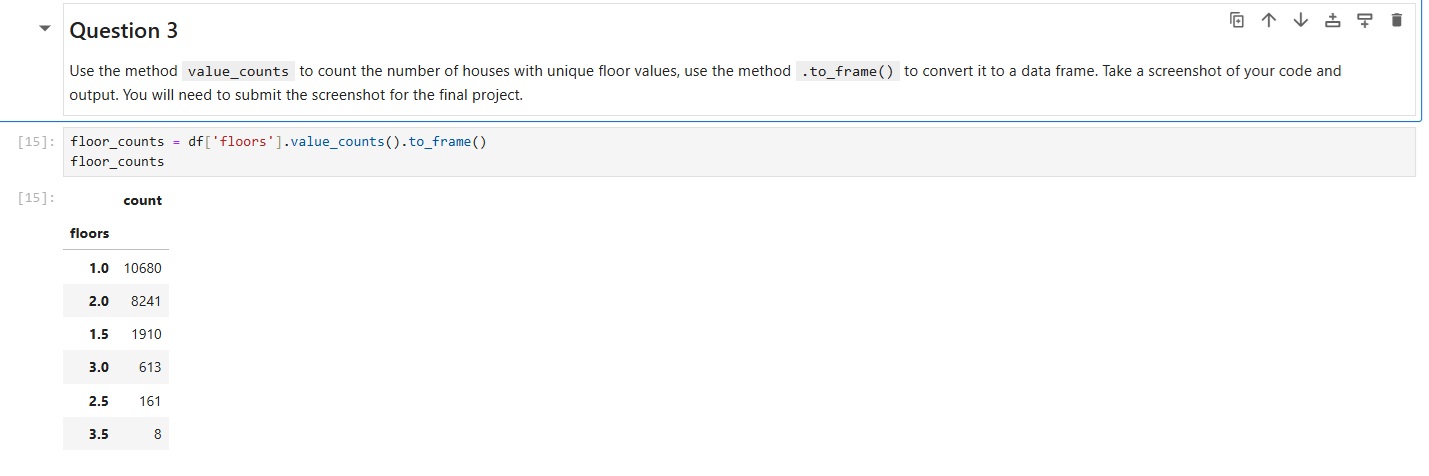 Question 3
Use the method value_counts to count the number of houses with unique floor values, use the method .to_frame() to convert it to a data frame. Take a screenshot of your code and
output. You will need to submit the screenshot for the final project.
[15]: floor_counts = df['floors'].value_counts().to_frame()
floor_counts
[15]: count
floors
1.0 10680
2.0 8241
1.5 1910
3.0 613
2.5 161
3.5 8